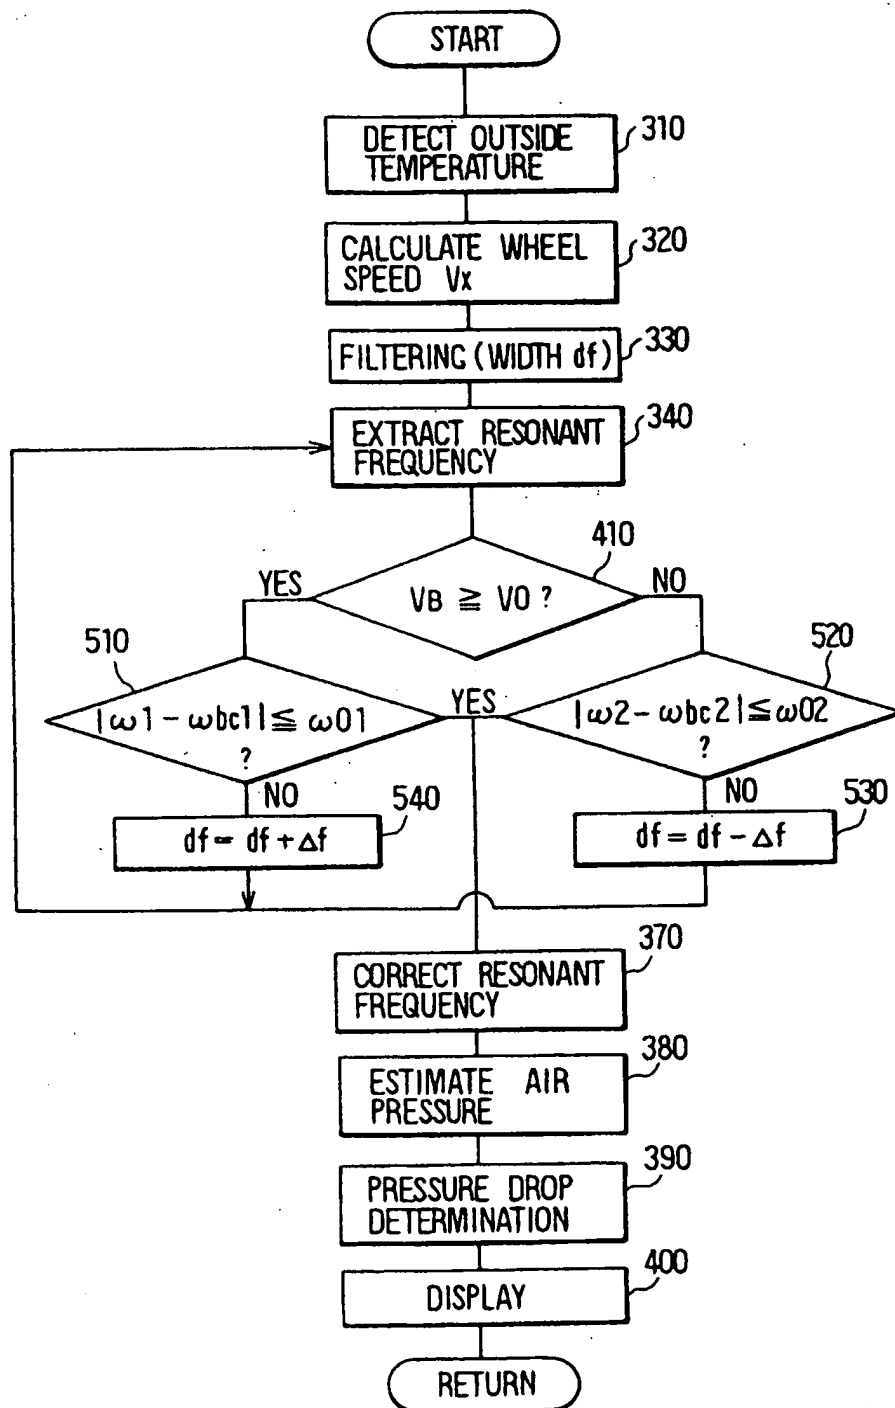 START
DETECT OUTSIDE
TEMPERATURE
310
CALCULATE WHEEL
SPEED Vx
320
FILTERING (WIDTH df)
330
EXTRACT RESONANT
FREQUENCY
340
410
YES
VB ≧ VO ?
NO
510
520
|ω1 - ωbc1| ≦ ω01
?
YES
|ω2 - ωbc2| ≦ ω02
?
NO
540
NO
530
df = df + Δf
df = df - Δf
370
CORRECT RESONANT
FREQUENCY
380
ESTIMATE AIR
PRESSURE
390
PRESSURE DROP
DETERMINATION
400
DISPLAY
RETURN